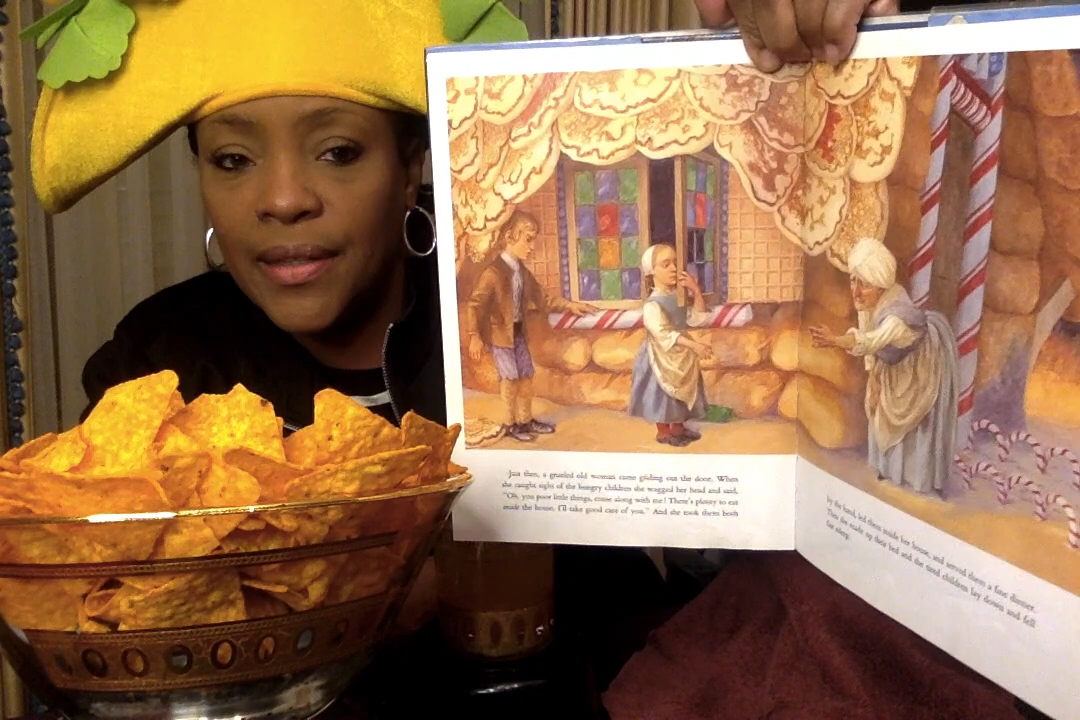 Just then, a gnarled old woman came gliding out the door. When
she caught sight of the hungry children she wagged her head and said,
"Oh, you poor little things, come along with me! There's plenty to eat
inside the house. I'll take good care of you." And she took them both
by the hand, led them inside her house, and served them a fine dinner.
Then she made up their bed and the tired children lay down and fell
fast asleep.